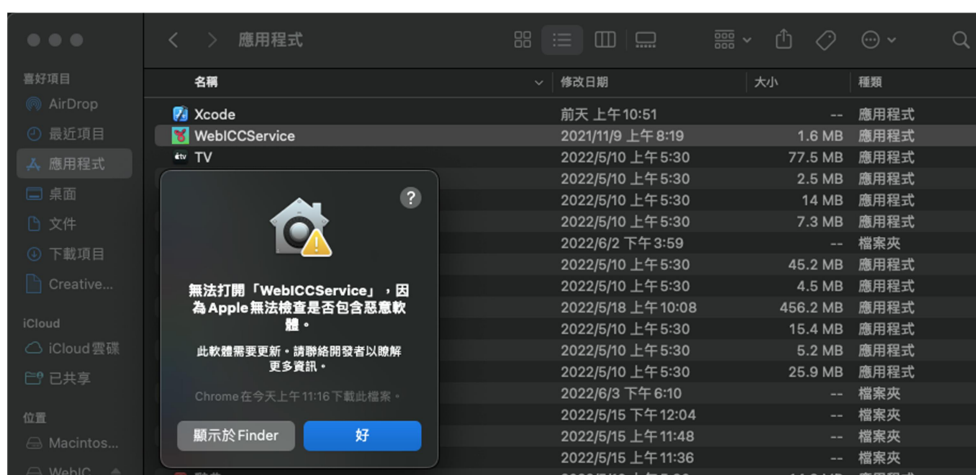 應用程式
名稱
修改日期
大小
種類
喜好項目
AirDrop
最近項目
應用程式
桌面
文件
下載項目
Creative...
iCloud
iCloud雲碟
已共享
位置
Macintos...
WebIC...
Xcode
前天 上午10:51
--
應用程式
WebICCService
2021/11/9 上午8:19
1.6 MB
應用程式
TV
2022/5/10 上午5:30
77.5 MB
應用程式
2022/5/10 上午5:30
2.5 MB
應用程式
2022/5/10 上午5:30
14 MB
應用程式
2022/5/10 上午5:30
7.3 MB
應用程式
2022/6/2 下午3:59
--
檔案夾
2022/5/10 上午5:30
45.2 MB
應用程式
2022/5/10 上午5:30
4.5 MB
應用程式
2022/5/18 上午10:08
456.2 MB
應用程式
2022/5/10 上午5:30
15.4 MB
應用程式
2022/5/10 上午5:30
5.2 MB
應用程式
2022/5/10 上午5:30
25.9 MB
應用程式
2022/6/3 下午6:10
--
檔案夾
2022/5/15 下午12:04
--
檔案夾
2022/5/15 上午11:48
--
檔案夾
2022/5/15 上午11:36
--
檔案夾
?
無法打開「WebICCService」，因
為Apple無法檢查是否包含惡意軟
體。
此軟體需要更新。請聯絡開發者以瞭解
更多資訊。
Chrome在今天上午11:16下載此檔案。
顯示於Finder
好